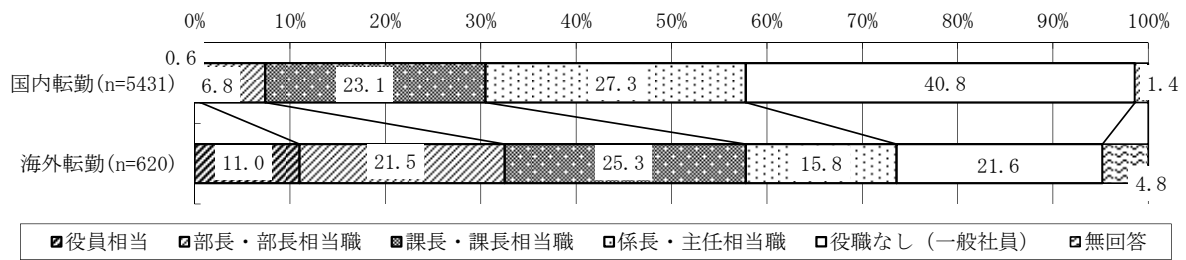 0% 10% 20% 30% 40% 50% 60% 70% 80% 90% 100%
0.6
国内転勤(n=5431) 6.8 23.1 27.3 40.8 1.4
海外転勤(n=620) 11.0 21.5 25.3 15.8 21.6 4.8
役員相当 部長・部長相当職 課長・課長相当職 係長・主任相当職 役職なし（一般社員） 無回答